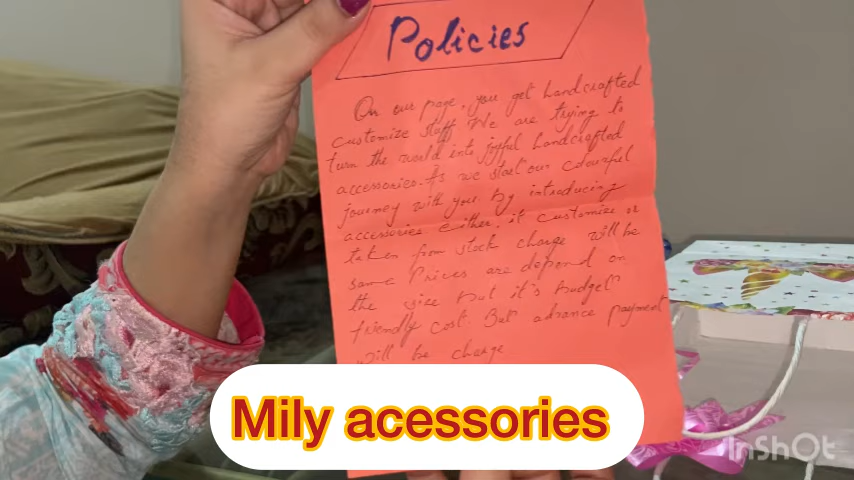 Policies
On our page, you get handcrafted
customize stuff We are trying to
turn the world into joyful handcrafted
accessories. As we start our colourful
journey with you by introducing
accessories either, it customize or
taken from stock charge will be
same Prices are depend on
the size but it's budget
friendly cost. But advance payment
will be charge
Mily acessories
InShOt